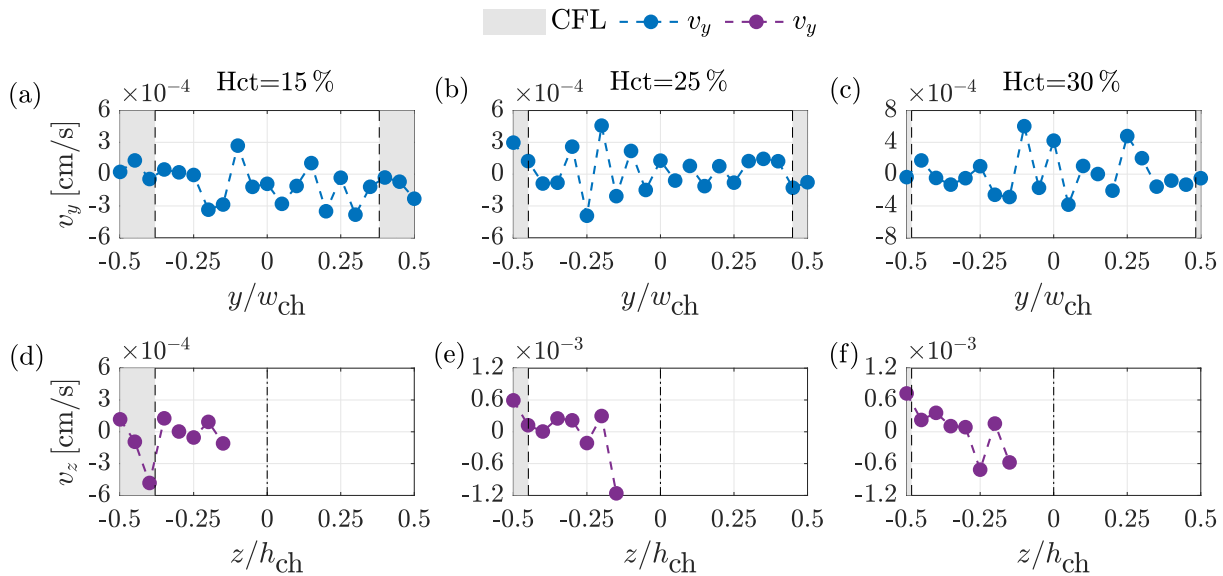 CFL v_y v_y
(a) Hct=15 % (b) Hct=25 % (c) Hct=30 %
×10⁻⁴ ×10⁻⁴ ×10⁻⁴
6 6 8
3 3 4
0 0 0
-3 -3 -4
-6 -6 -8
v_y [cm/s]
-0.5 -0.25 0 0.25 0.5 -0.5 -0.25 0 0.25 0.5 -0.5 -0.25 0 0.25 0.5
y/w_ch y/w_ch y/w_ch
(d) ×10⁻⁴ (e) ×10⁻³ (f) ×10⁻³
6 1.2 1.2
3 0.6 0.6
0 0 0
-3 -0.6 -0.6
-6 -1.2 -1.2
v_z [cm/s]
-0.5 -0.25 0 0.25 0.5 -0.5 -0.25 0 0.25 0.5 -0.5 -0.25 0 0.25 0.5
z/h_ch z/h_ch z/h_ch